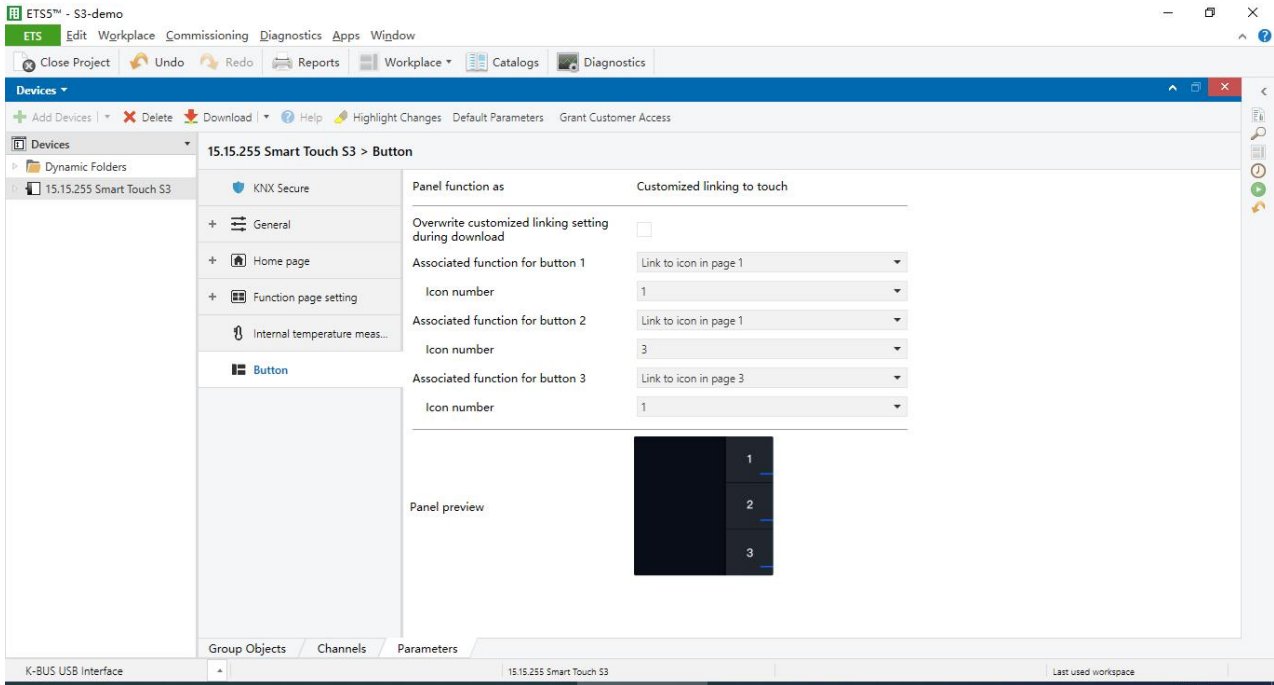 ETS5™ - S3-demo
ETS Edit Workplace Commissioning Diagnostics Apps Window
Close Project Undo Redo Reports Workplace Catalogs Diagnostics
Devices
Add Devices Delete Download Help Highlight Changes Default Parameters Grant Customer Access
Devices
Dynamic Folders
15.15.255 Smart Touch S3
15.15.255 Smart Touch S3 > Button
KNX Secure
General
Home page
Function page setting
Internal temperature meas...
Button
Panel function as Customized linking to touch
Overwrite customized linking setting
during download
Associated function for button 1 Link to icon in page 1
Icon number 1
Associated function for button 2 Link to icon in page 1
Icon number 3
Associated function for button 3 Link to icon in page 3
Icon number 1
Panel preview
1
2
3
Group Objects Channels Parameters
K-BUS USB Interface 15.15.255 Smart Touch S3 Last used workspace